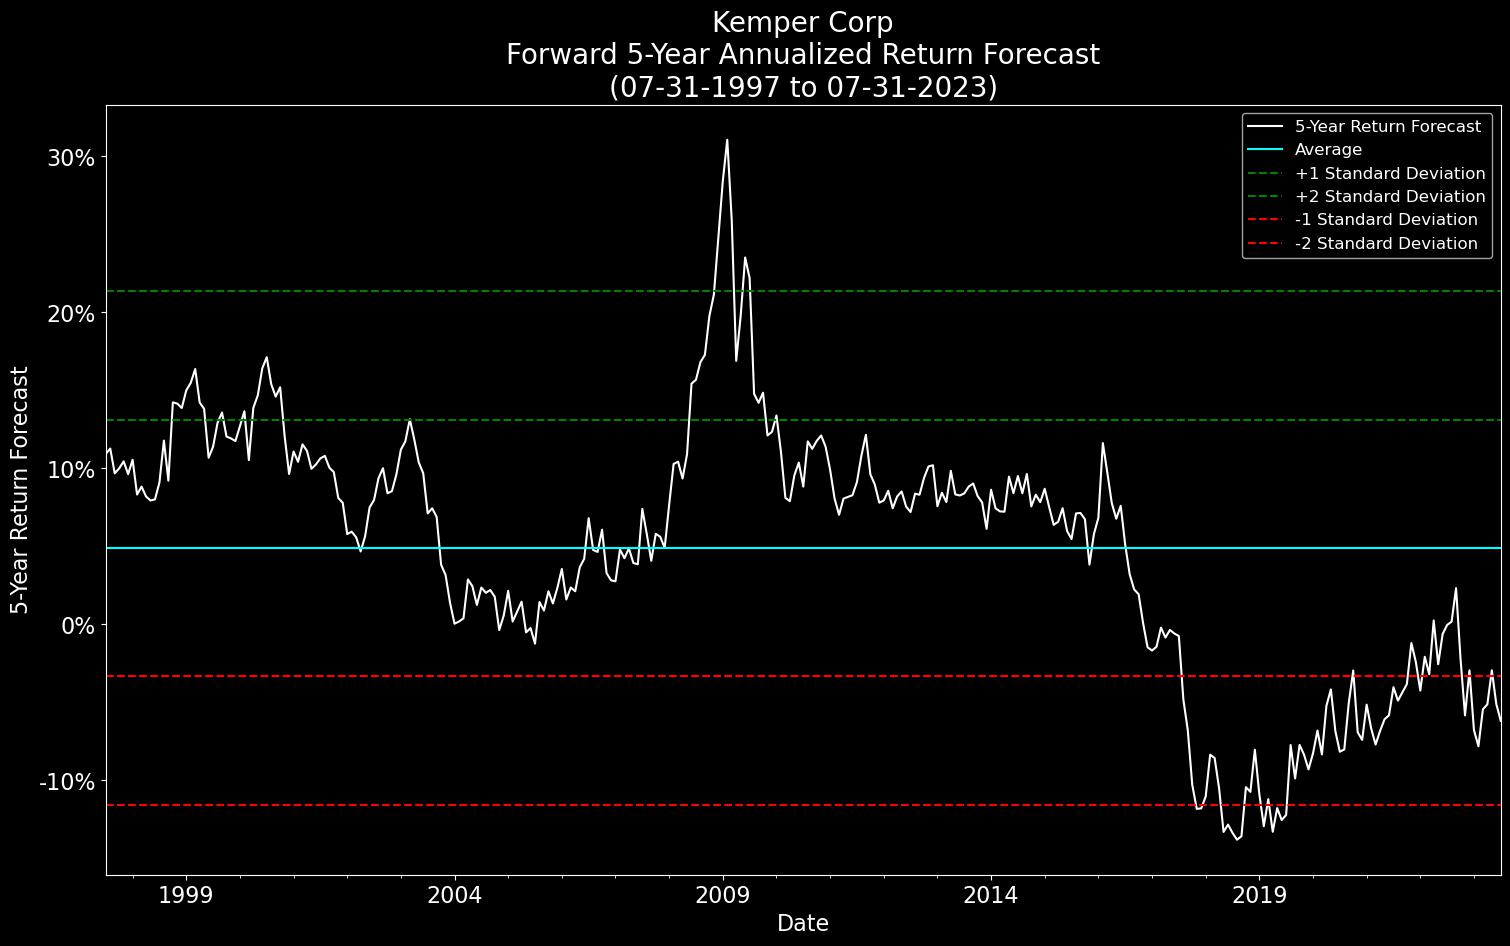 Kemper Corp
Forward 5-Year Annualized Return Forecast
(07-31-1997 to 07-31-2023)
5-Year Return Forecast
Average
+1 Standard Deviation
+2 Standard Deviation
-1 Standard Deviation
-2 Standard Deviation
5-Year Return Forecast
30%
20%
10%
0%
-10%
1999
2004
2009
2014
2019
Date